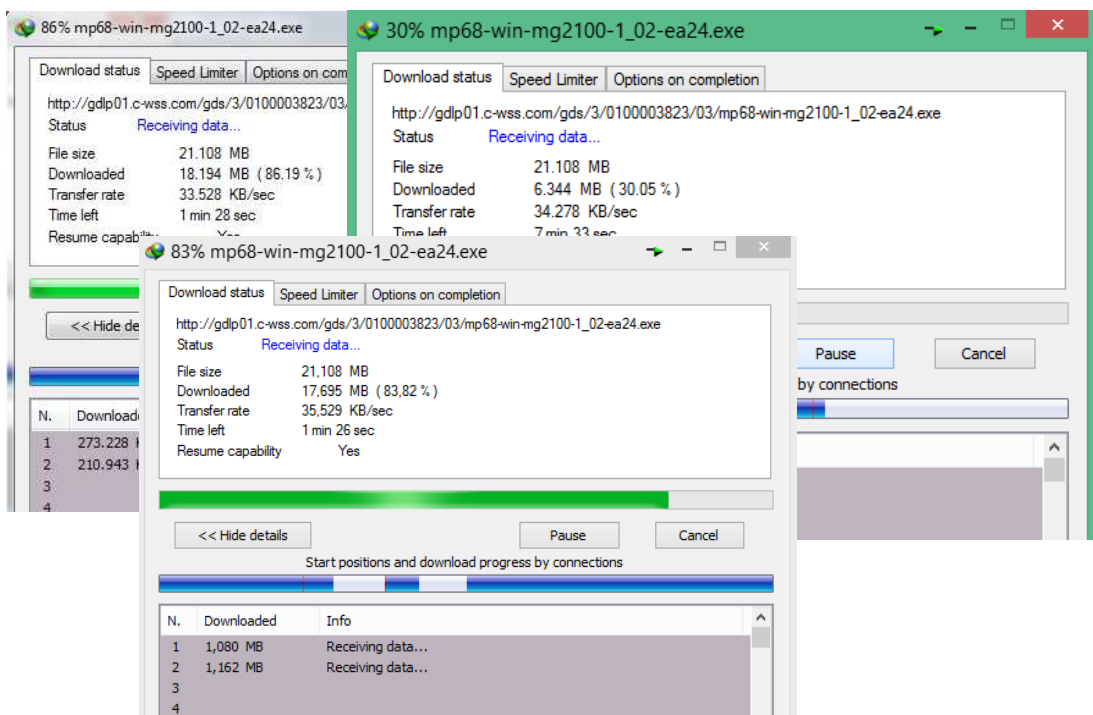 86% mp68-win-mg2100-1_02-ea24.exe
Download status Speed Limiter Options on com
http://gdlp01.c-wss.com/gds/3/0100003823/03/
Status Receiving data...
File size 21.108 MB
Downloaded 18.194 MB ( 86.19 % )
Transfer rate 33.528 KB/sec
Time left 1 min 28 sec
Resume capability Yes
<< Hide de
N. Downloade
1 273.228
2 210.943
3
4
30% mp68-win-mg2100-1_02-ea24.exe
Download status Speed Limiter Options on completion
http://gdlp01.c-wss.com/gds/3/0100003823/03/mp68-win-mg2100-1_02-ea24.exe
Status Receiving data...
File size 21.108 MB
Downloaded 6.344 MB ( 30.05 % )
Transfer rate 34.278 KB/sec
Time left 7 min 33 sec
Pause Cancel
by connections
83% mp68-win-mg2100-1_02-ea24.exe
Download status Speed Limiter Options on completion
http://gdlp01.c-wss.com/gds/3/0100003823/03/mp68-win-mg2100-1_02-ea24.exe
Status Receiving data...
File size 21,108 MB
Downloaded 17,695 MB ( 83,82 % )
Transfer rate 35,529 KB/sec
Time left 1 min 26 sec
Resume capability Yes
<< Hide details Pause Cancel
Start positions and download progress by connections
N. Downloaded Info
1 1,080 MB Receiving data...
2 1,162 MB Receiving data...
3
4